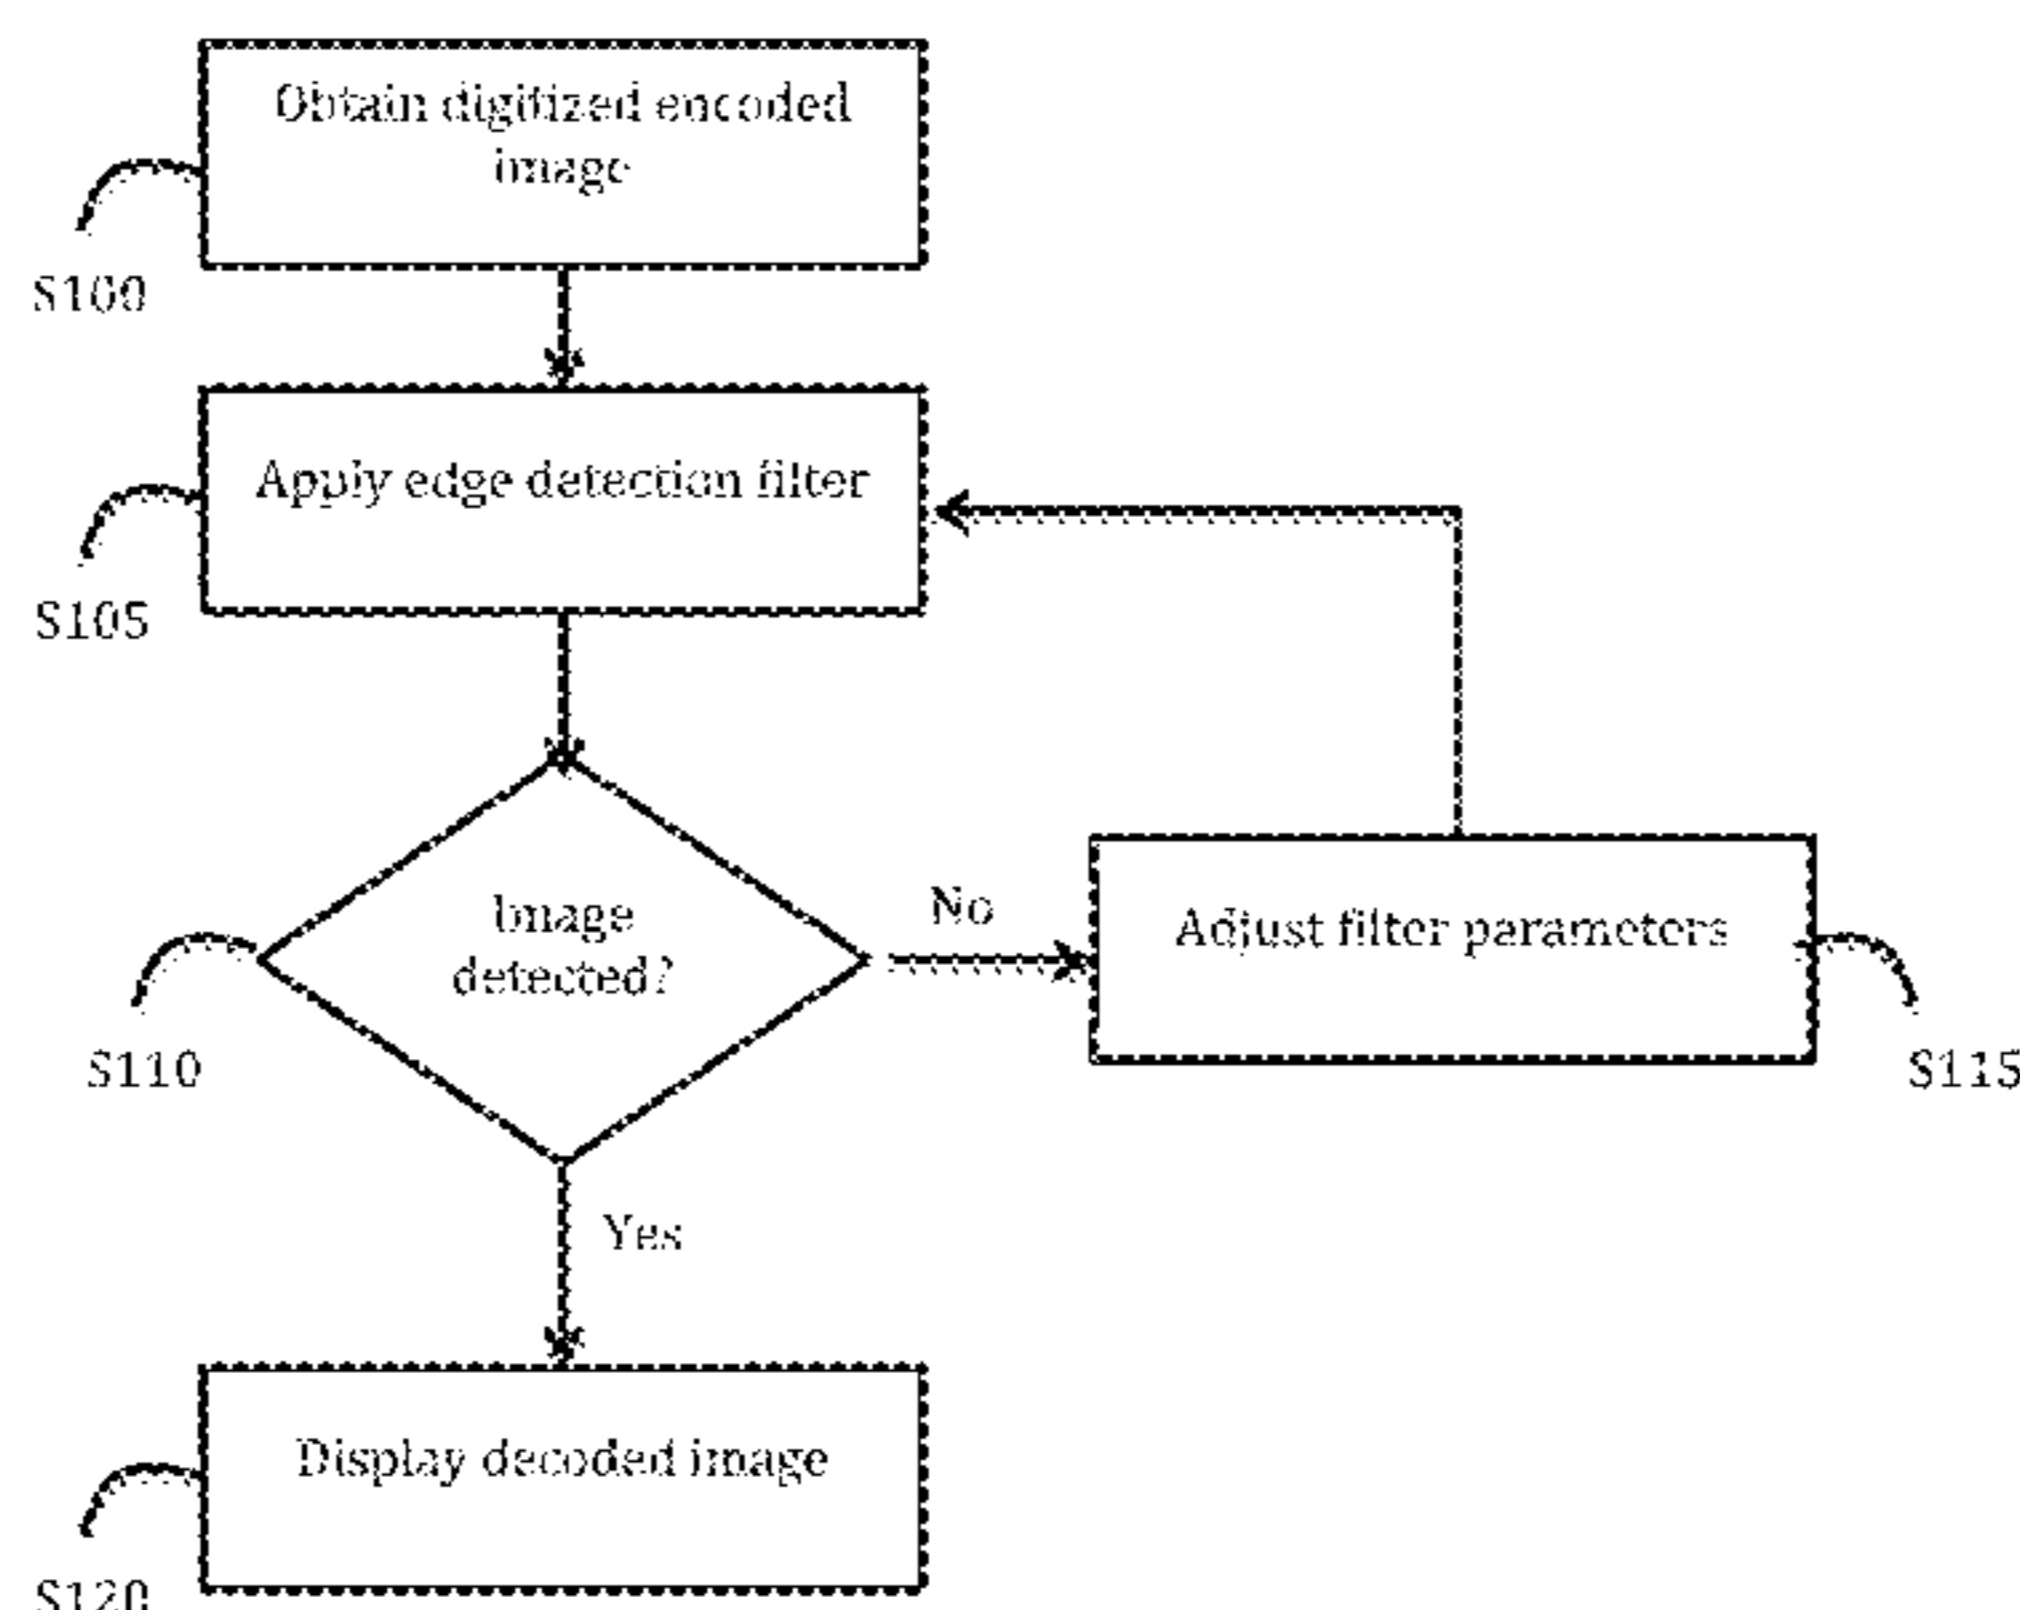 Obtain digitized encoded
image
S100
Apply edge detection filter
S105
Image
detected?
No
Adjust filter parameters
S110
S115
Yes
Display decoded image
S120